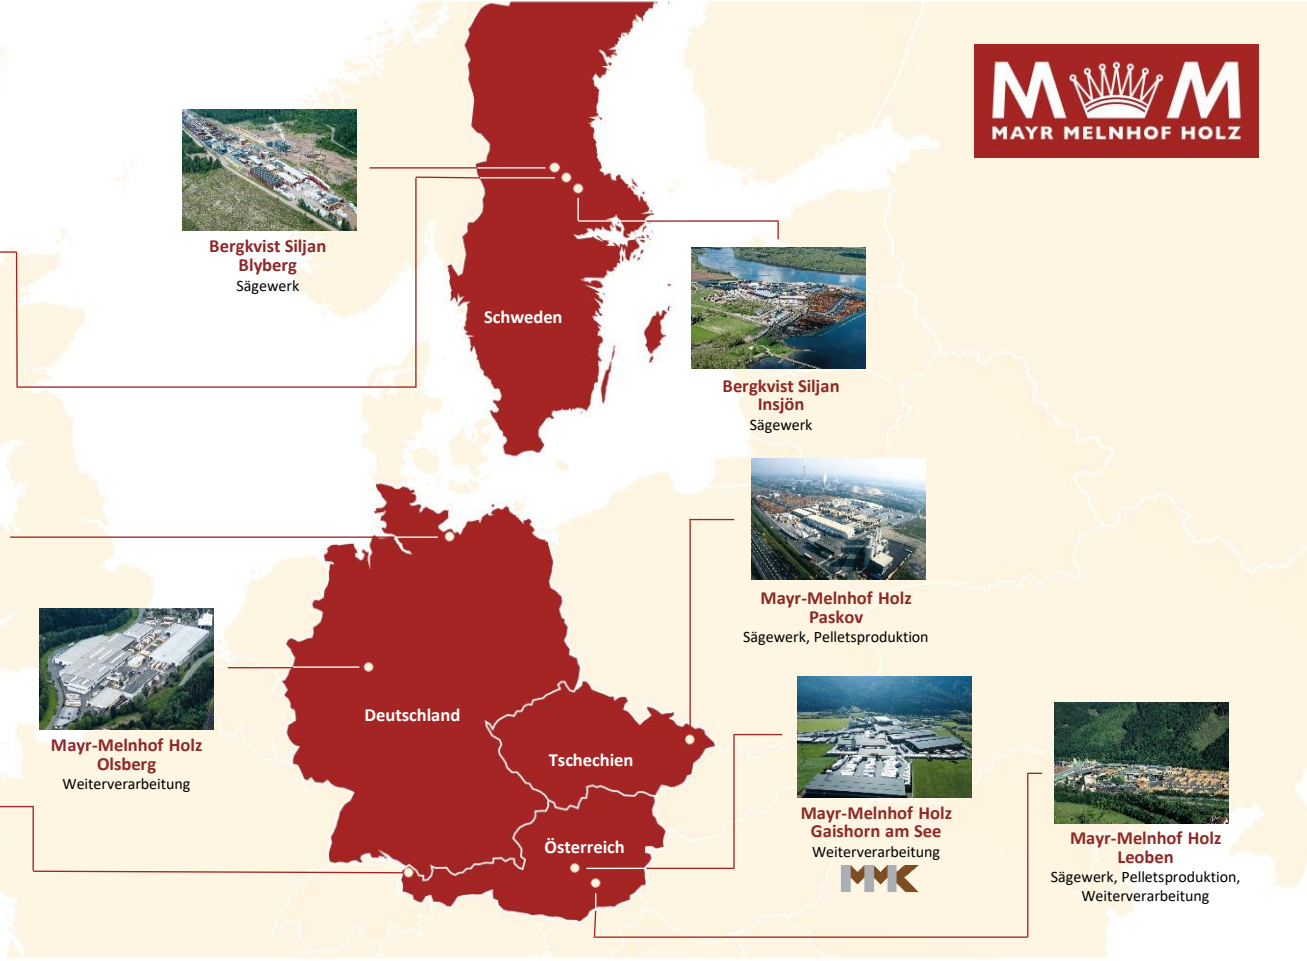 M M
MAYR MELNHOF HOLZ
Bergkvist Siljan
Blyberg
Sägewerk
Schweden
Bergkvist Siljan
Insjön
Sägewerk
Mayr-Melnhof Holz
Paskov
Sägewerk, Pelletsproduktion
Mayr-Melnhof Holz
Olsberg
Weiterverarbeitung
Deutschland
Tschechien
Österreich
Mayr-Melnhof Holz
Gaishorn am See
Weiterverarbeitung
MMK
Mayr-Melnhof Holz
Leoben
Sägewerk, Pelletsproduktion,
Weiterverarbeitung